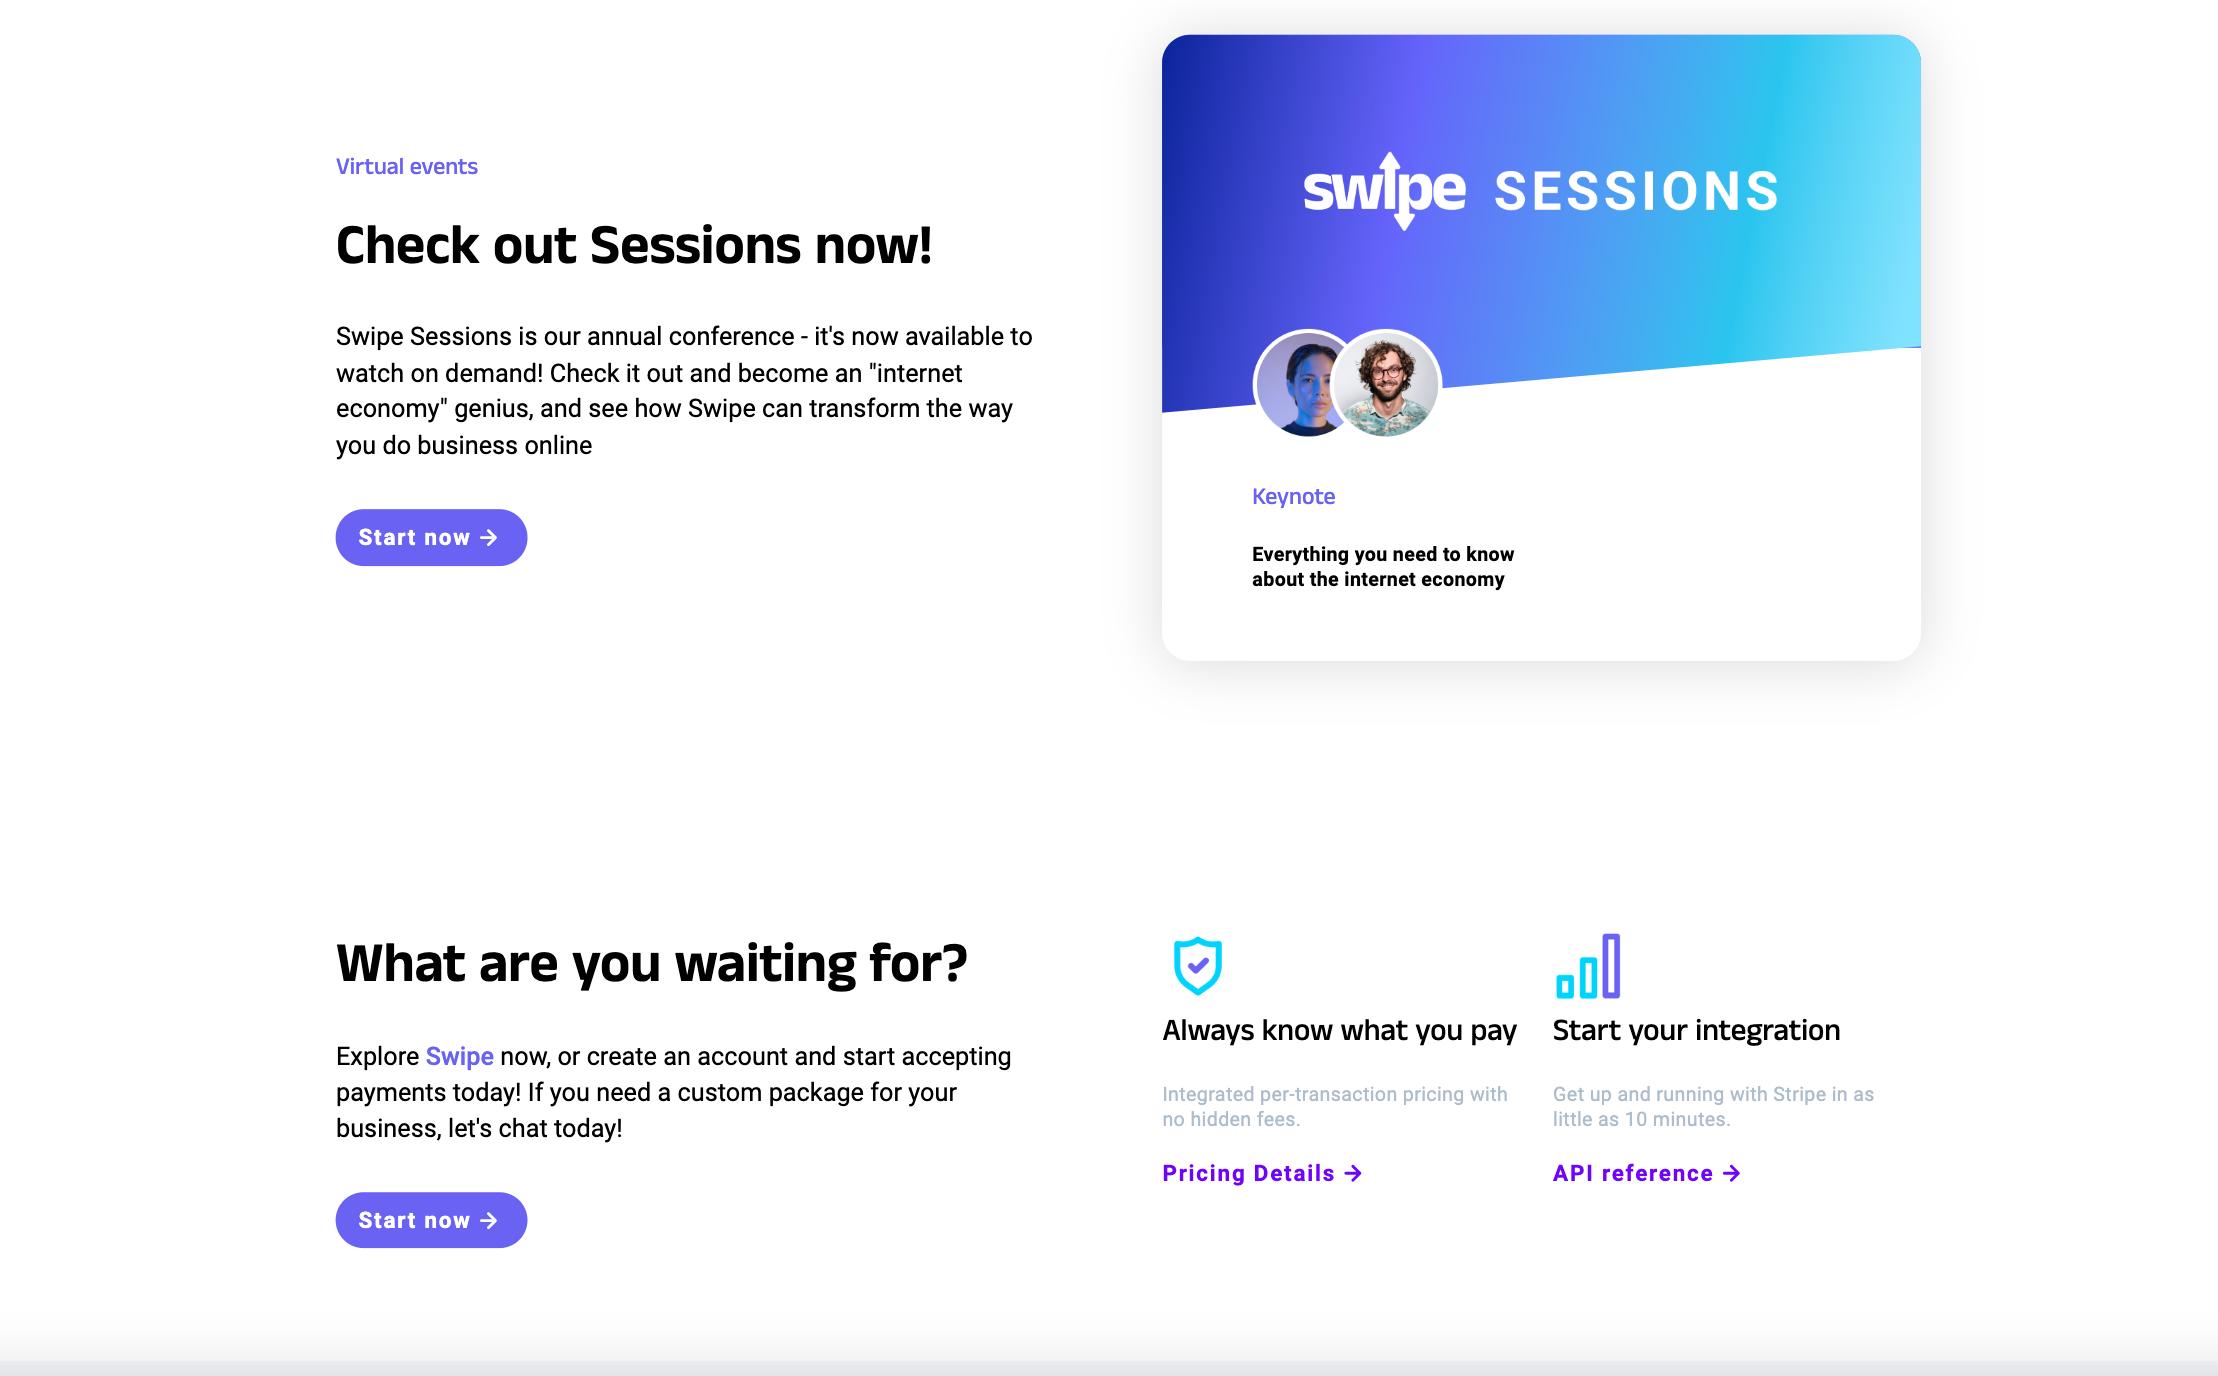 Virtual events
Check out Sessions now!
Swipe Sessions is our annual conference - it's now available to
watch on demand! Check it out and become an "internet
economy" genius, and see how Swipe can transform the way
you do business online
Start now →
swipe SESSIONS
Keynote
Everything you need to know
about the internet economy
What are you waiting for?
Explore Swipe now, or create an account and start accepting
payments today! If you need a custom package for your
business, let's chat today!
Start now →
Always know what you pay
Integrated per-transaction pricing with
no hidden fees.
Pricing Details →
Start your integration
Get up and running with Stripe in as
little as 10 minutes.
API reference →